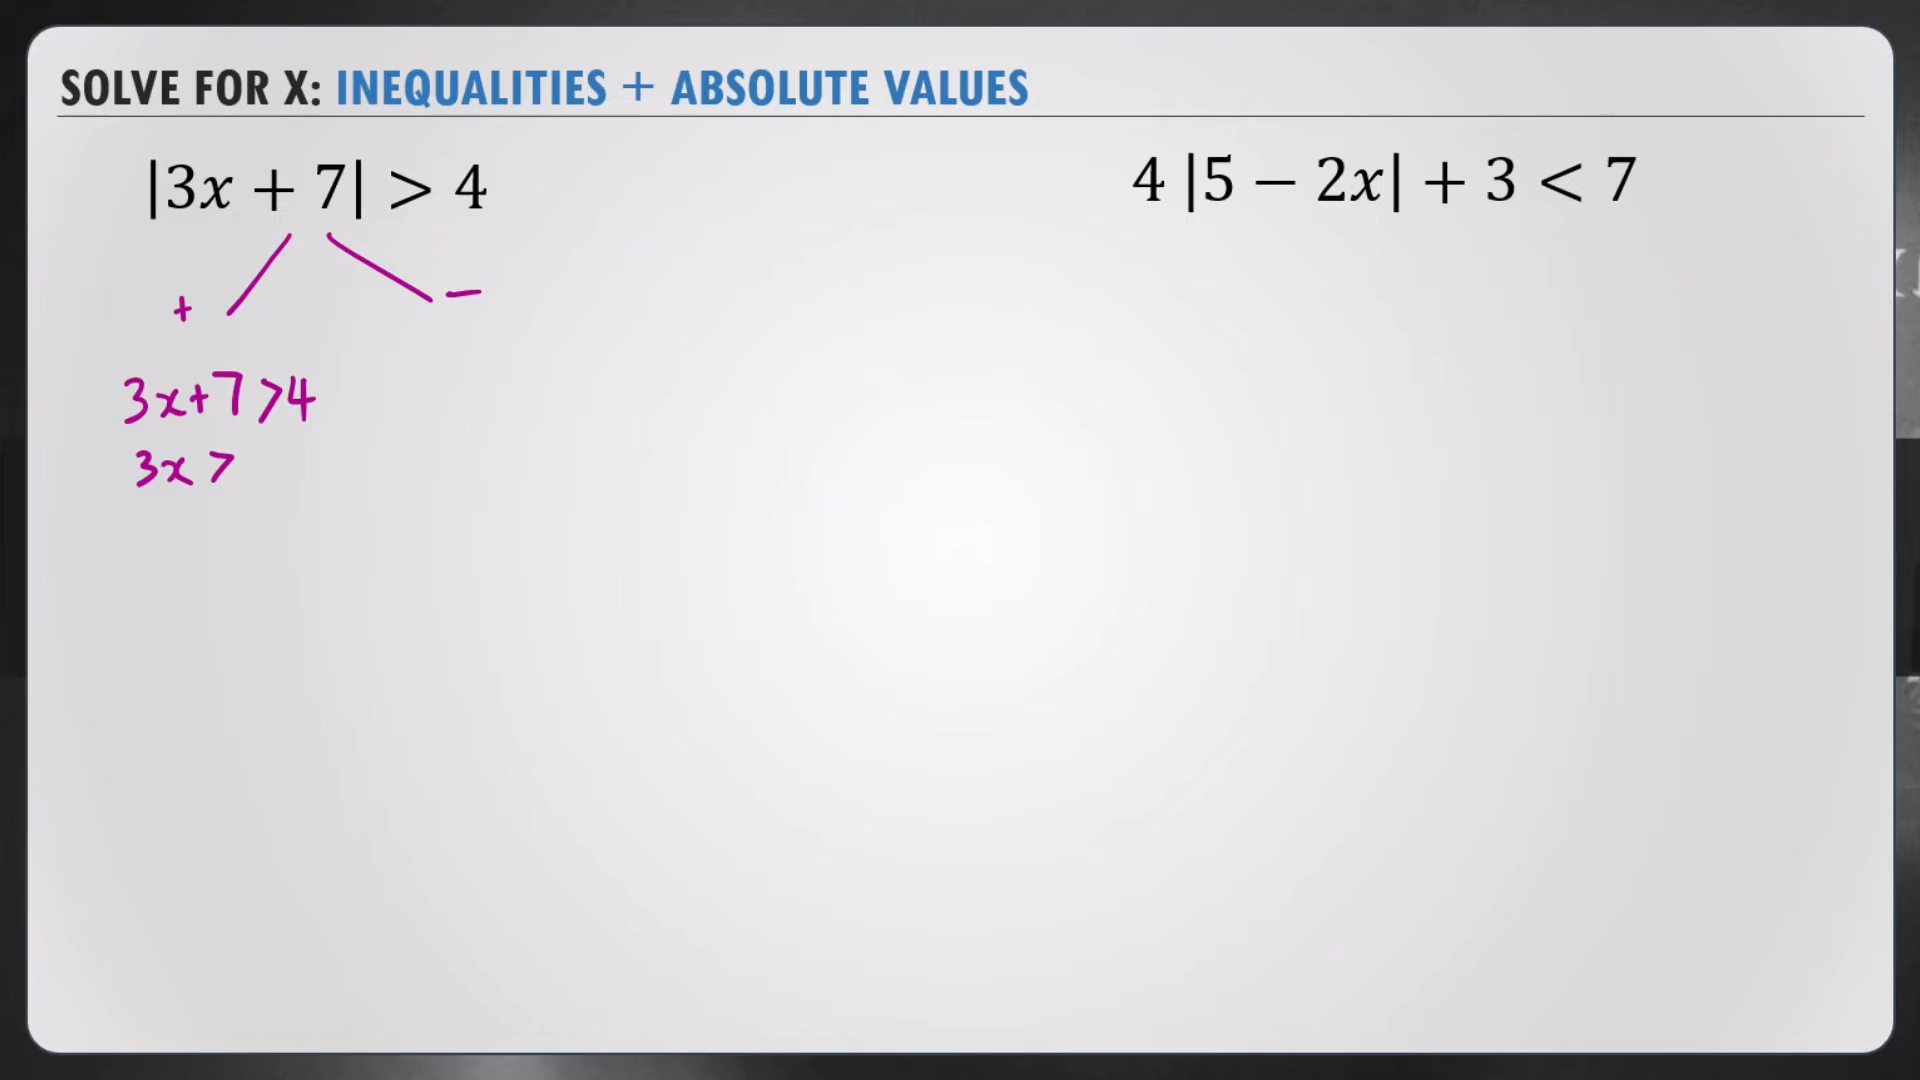 SOLVE FOR X: INEQUALITIES + ABSOLUTE VALUES
|3x + 7| > 4
4 |5 − 2x| + 3 < 7
+ −
3x+7>4
3x >